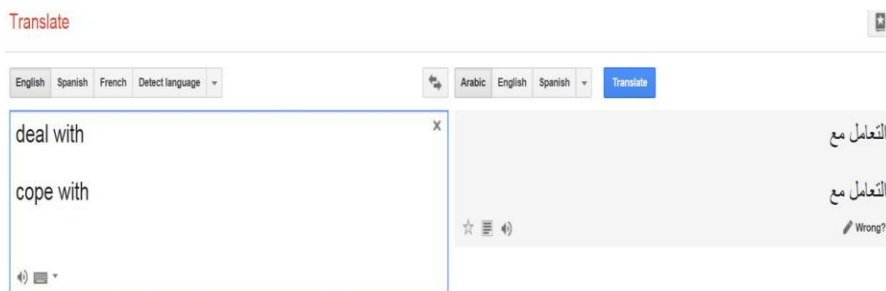 Translate
English Spanish French Detect language
Arabic English Spanish Translate
deal with
cope with
x
التعامل مع
التعامل مع
Wrong?